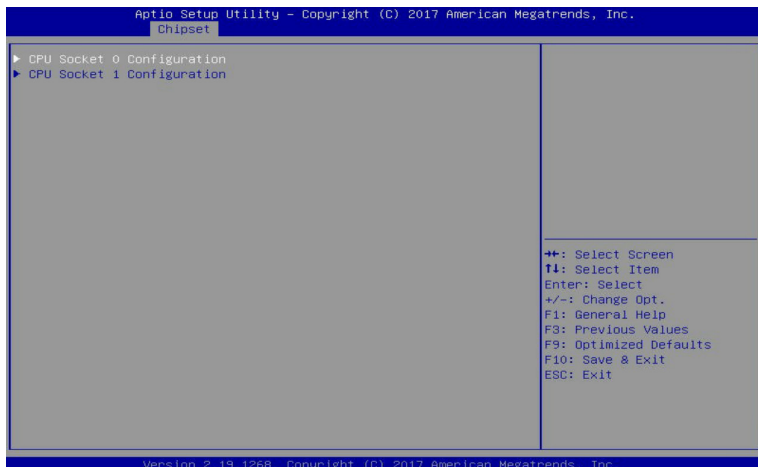 Aptio Setup Utility – Copyright (C) 2017 American Megatrends, Inc.
Chipset
▶ CPU Socket 0 Configuration
▶ CPU Socket 1 Configuration
→←: Select Screen
↑↓: Select Item
Enter: Select
+/-: Change Opt.
F1: General Help
F3: Previous Values
F9: Optimized Defaults
F10: Save & Exit
ESC: Exit
Version 2.19.1268. Copyright (C) 2017 American Megatrends, Inc.